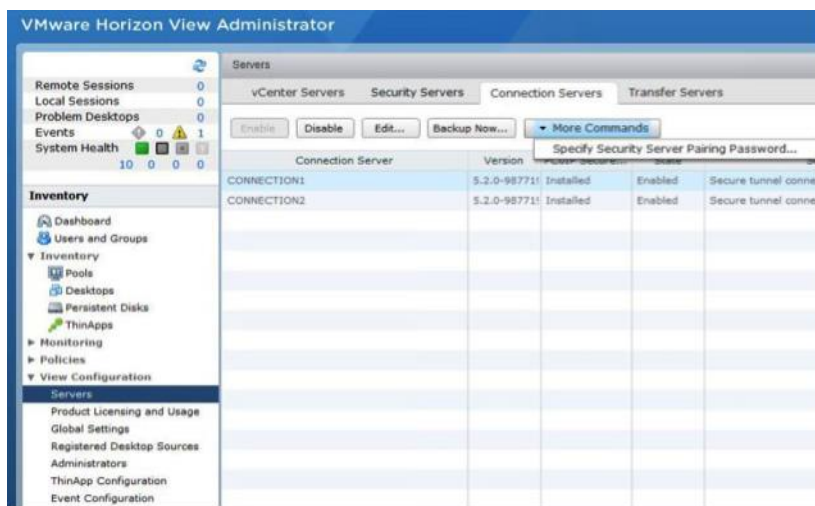 VMware Horizon View Administrator
Remote Sessions 0
Local Sessions 0
Problem Desktops 0
Events 0 1
System Health
10 0 0 0
Inventory
Dashboard
Users and Groups
Inventory
Pools
Desktops
Persistent Disks
ThinApps
Monitoring
Policies
View Configuration
Servers
Product Licensing and Usage
Global Settings
Registered Desktop Sources
Administrators
ThinApp Configuration
Event Configuration
Servers
vCenter Servers Security Servers Connection Servers Transfer Servers
Enable Disable Edit... Backup Now... More Commands
Specify Security Server Pairing Password...
Connection Server Version
CONNECTION1 Installed Enabled Secure tunnel conne
CONNECTION2 Installed Enabled Secure tunnel conne